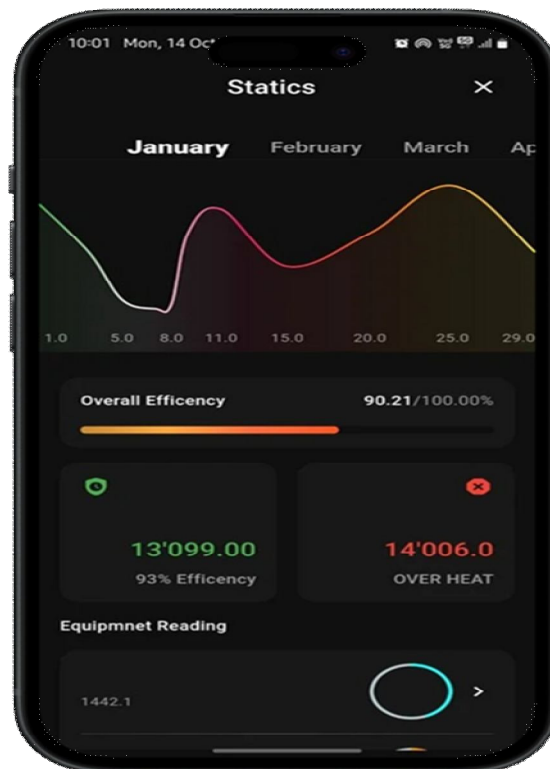 10:01 Mon, 14 Oct
Statics
January February March Ap
1.0 5.0 8.0 11.0 15.0 20.0 25.0 29.0
Overall Efficency 90.21/100.00%
13'099.00 14'006.0
93% Efficency OVER HEAT
Equipmnet Reading
1442.1